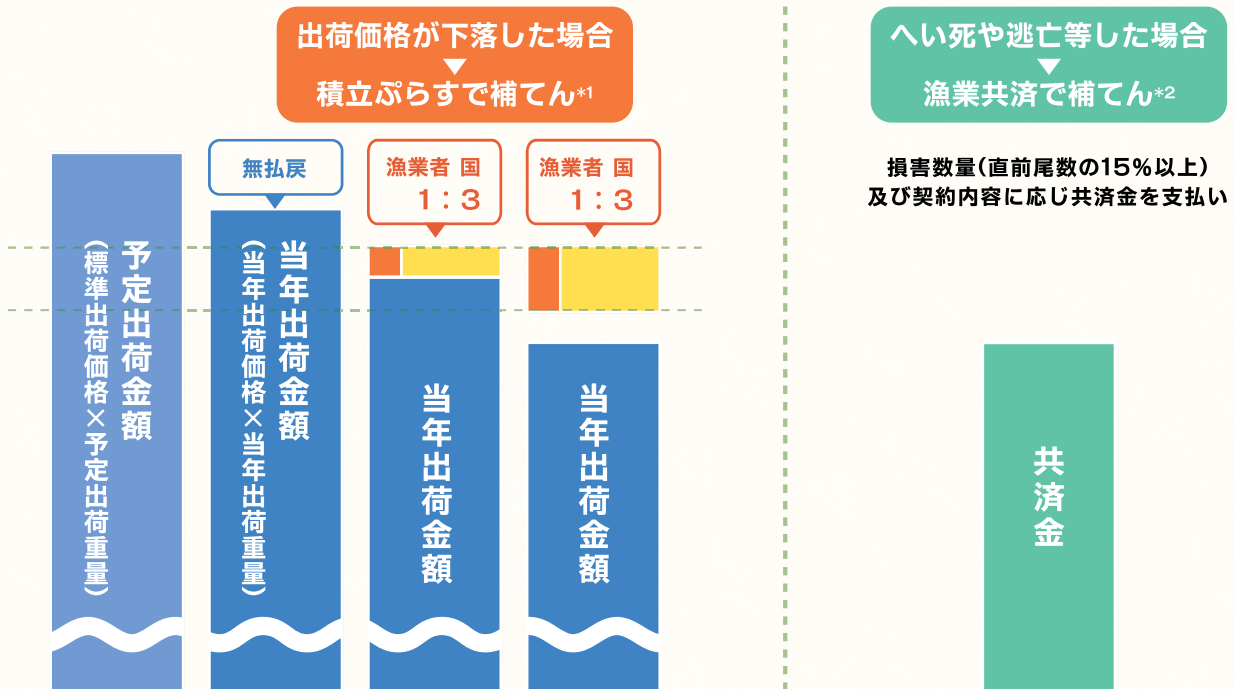 出荷価格が下落した場合
▼
積立ぷらすで補てん*1
へい死や逃亡等した場合
▼
漁業共済で補てん*2
損害数量(直前尾数の15%以上)
及び契約内容に応じ共済金を支払い
無払戻
漁業者 国
1:3
漁業者 国
1:3
予定出荷金額
(標準出荷価格×予定出荷重量)
当年出荷金額
(当年出荷価格×当年出荷重量)
当年出荷金額
当年出荷金額
共済金